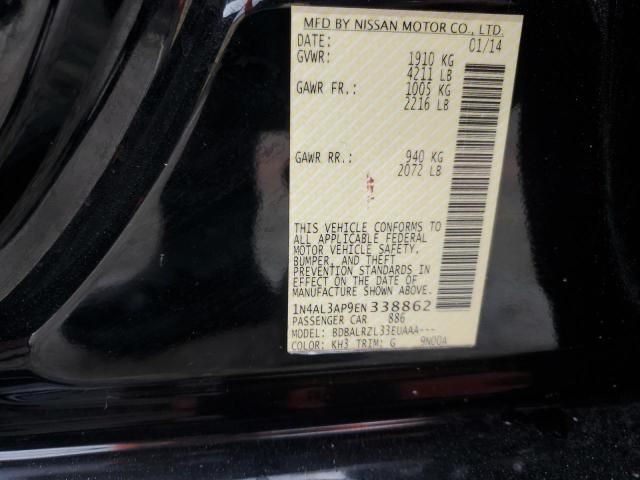 MFD BY NISSAN MOTOR CO., LTD.
DATE: 01/14
GVWR: 1910 KG
4211 LB
GAWR FR.: 1005 KG
2216 LB
GAWR RR.: 940 KG
2072 LB
THIS VEHICLE CONFORMS TO
ALL APPLICABLE FEDERAL
MOTOR VEHICLE SAFETY,
BUMPER, AND THEFT
PREVENTION STANDARDS IN
EFFECT ON THE DATE OF
MANUFACTURE SHOWN ABOVE.
1N4AL3AP9EN338862
PASSENGER CAR 886
MODEL: BDBALRZL33EUAAA---
COLOR: KH3 TRIM: G 9N00A